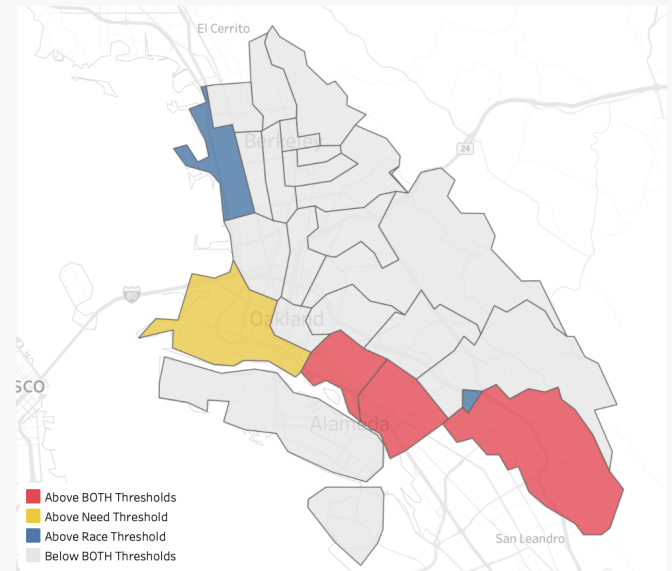 El Cerrito
Berkeley
24
80
Oakland
SCO
Alameda
San Leandro
Above BOTH Thresholds
Above Need Threshold
Above Race Threshold
Below BOTH Thresholds